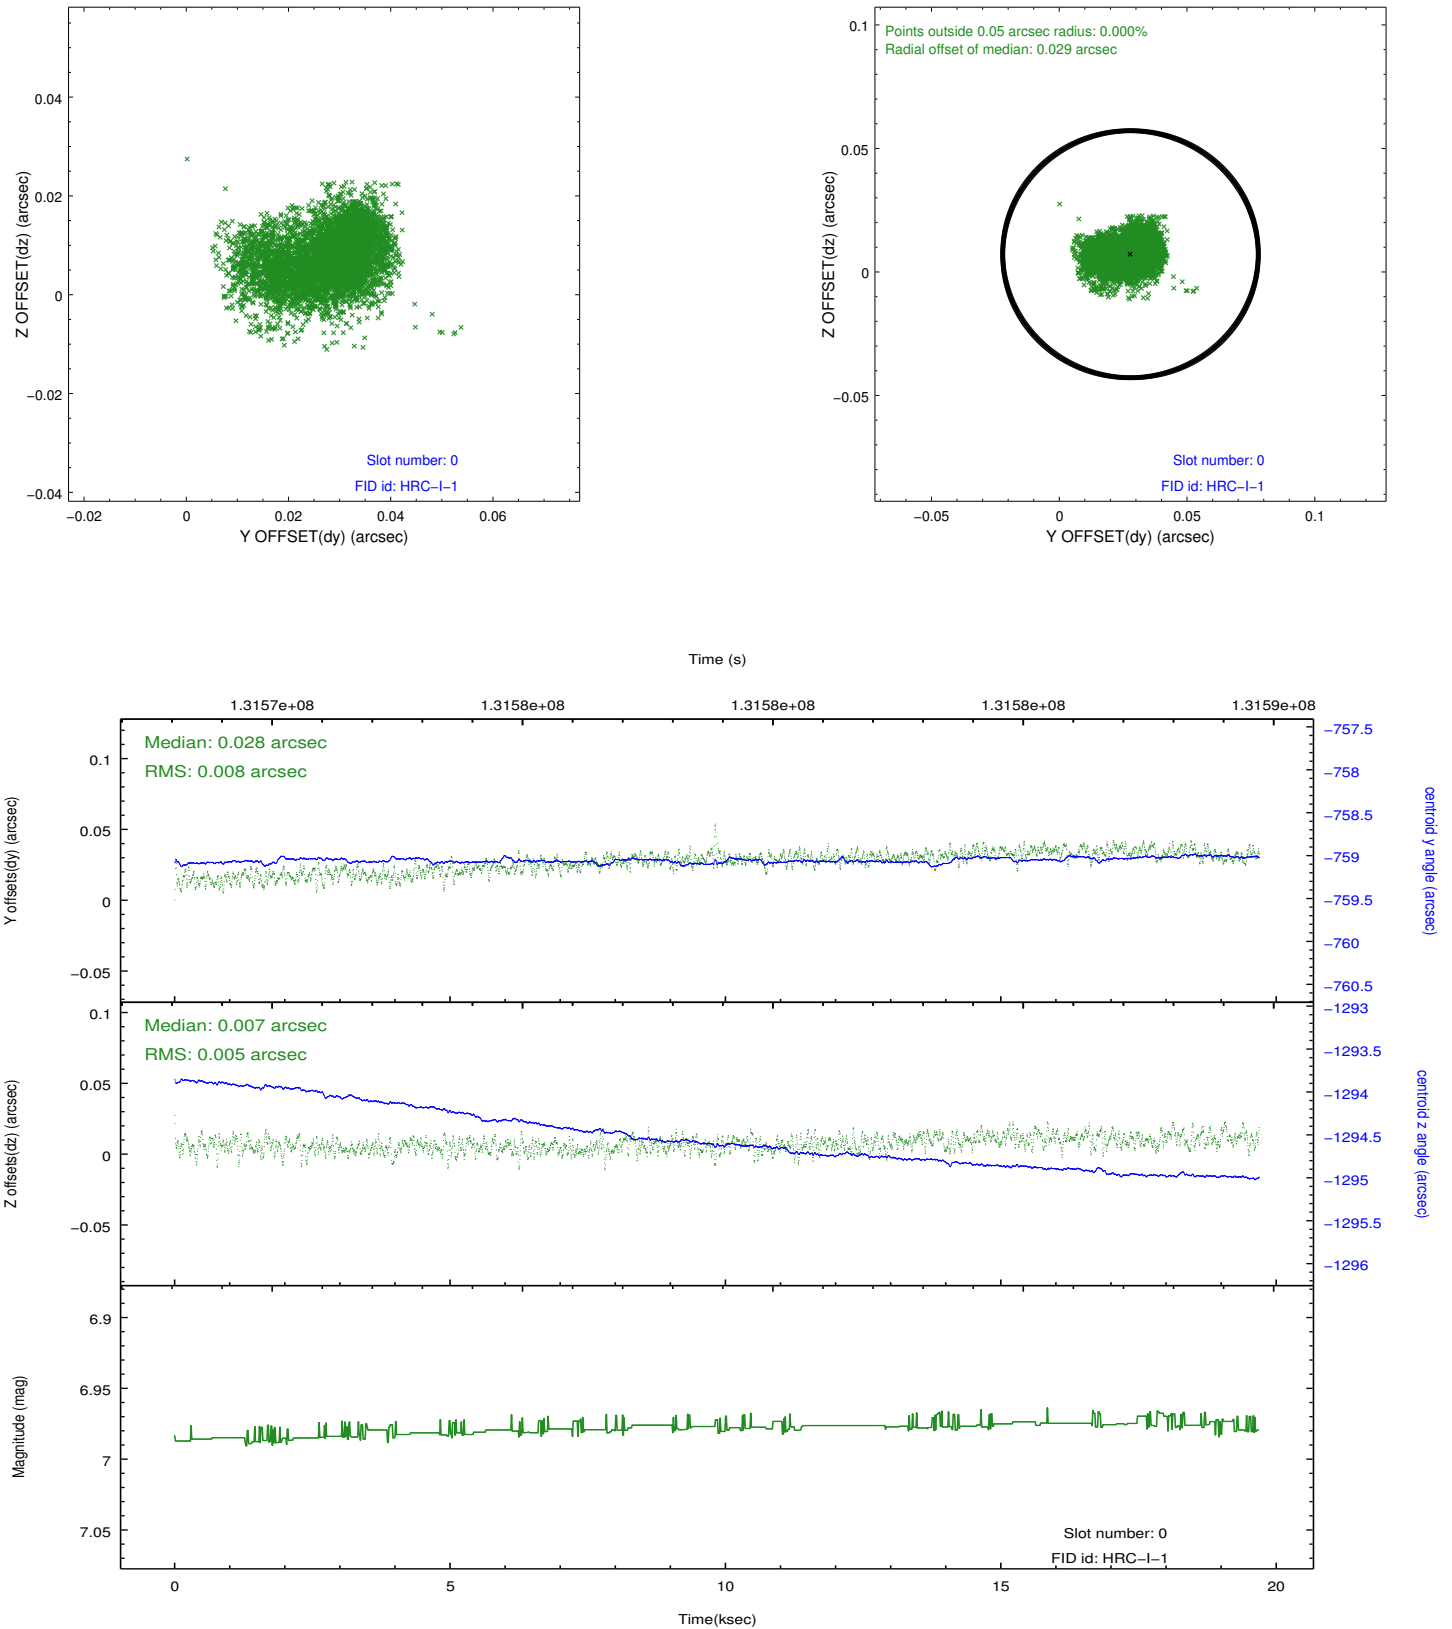 0.04
0.02
0
−0.02
−0.04
Z OFFSET(dz) (arcsec)
Slot number: 0
FID id: HRC−I−1
−0.02
0
0.02
0.04
0.06
Y OFFSET(dy) (arcsec)
Points outside 0.05 arcsec radius: 0.000%
Radial offset of median: 0.029 arcsec
0.1
0.05
0
−0.05
Z OFFSET(dz) (arcsec)
Slot number: 0
FID id: HRC−I−1
−0.05
0
0.05
0.1
Y OFFSET(dy) (arcsec)
Time (s)
1.3157e+08
1.3158e+08
1.3158e+08
1.3158e+08
1.3159e+08
Median: 0.028 arcsec
RMS: 0.008 arcsec
0.1
0.05
0
−0.05
Y offsets(dy) (arcsec)
−757.5
−758
−758.5
−759
−759.5
−760
−760.5
centroid y angle (arcsec)
Median: 0.007 arcsec
RMS: 0.005 arcsec
0.1
0.05
0
−0.05
Z offsets(dz) (arcsec)
−1293
−1293.5
−1294
−1294.5
−1295
−1295.5
−1296
centroid z angle (arcsec)
6.9
6.95
7
7.05
Magnitude (mag)
Slot number: 0
FID id: HRC−I−1
0
5
10
15
20
Time(ksec)